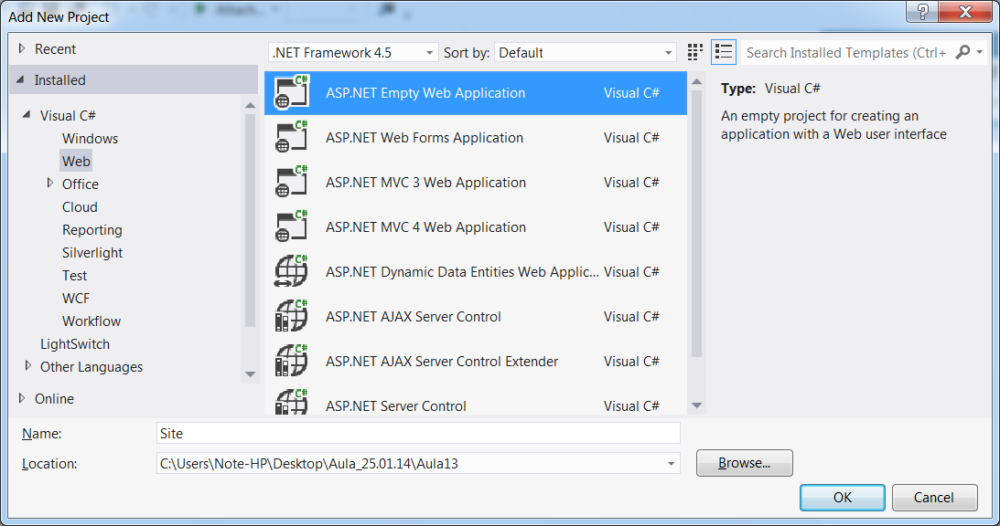 Add New Project
Attach...
Recent
Installed
Visual C#
Windows
Web
Office
Cloud
Reporting
Silverlight
Test
WCF
Workflow
LightSwitch
Other Languages
Online
.NET Framework 4.5 Sort by: Default Search Installed Templates (Ctrl+
C# ASP.NET Empty Web Application Visual C#
C# ASP.NET Web Forms Application Visual C#
C# ASP.NET MVC 3 Web Application Visual C#
C# ASP.NET MVC 4 Web Application Visual C#
C# ASP.NET Dynamic Data Entities Web Applic... Visual C#
C# ASP.NET AJAX Server Control Visual C#
C# ASP.NET AJAX Server Control Extender Visual C#
C# ASP.NET Server Control Visual C#
Type: Visual C#
An empty project for creating an
application with a Web user interface
Name: Site
Location: C:\Users\Note-HP\Desktop\Aula_25.01.14\Aula13
Browse...
OK Cancel